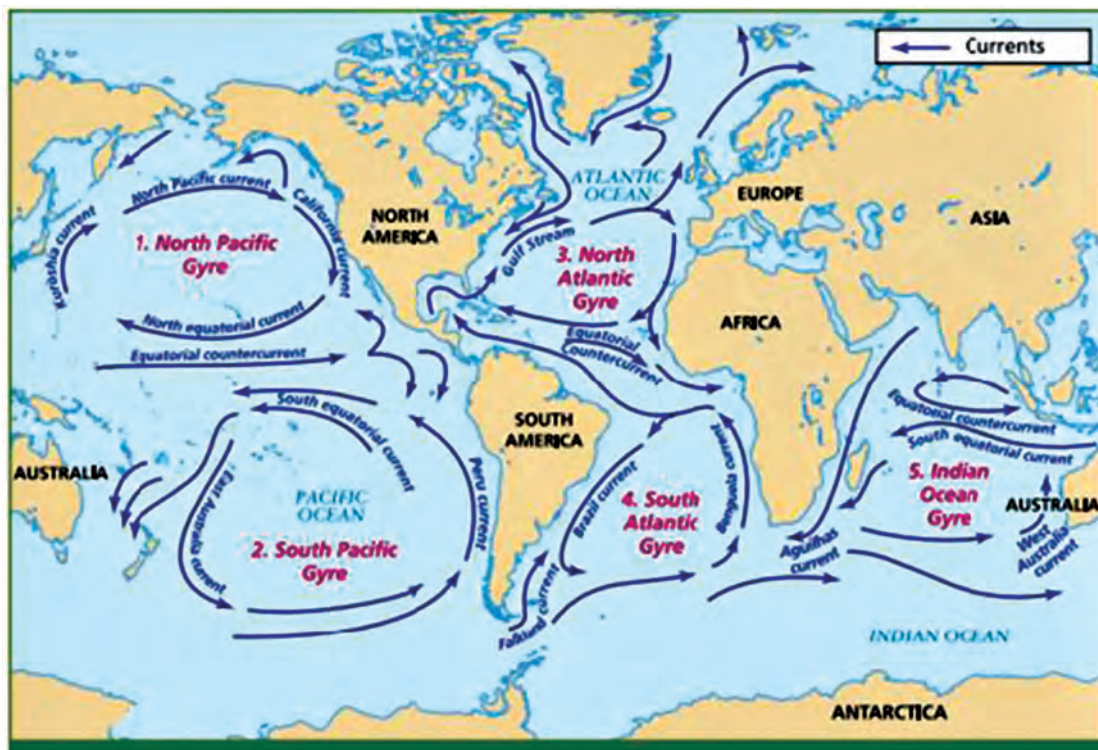 Currents
ATLANTIC
OCEAN
EUROPE
ASIA
NORTH
AMERICA
North Pacific current
California current
Kuroshia current
1. North Pacific
Gyre
Gulf Stream
3. North
Atlantic
Gyre
AFRICA
North equatorial current
Equatorial countercurrent
Equatorial
Countercurrent
SOUTH
AMERICA
South equatorial current
Equatorial countercurrent
South equatorial current
AUSTRALIA
East Australia current
PACIFIC
OCEAN
Peru current
2. South Pacific
Gyre
Brazil current
4. South
Atlantic
Gyre
Benguela current
5. Indian
Ocean
Gyre
AUSTRALIA
Aguilhas
current
West
Australia
current
Falklund current
INDIAN OCEAN
ANTARCTICA